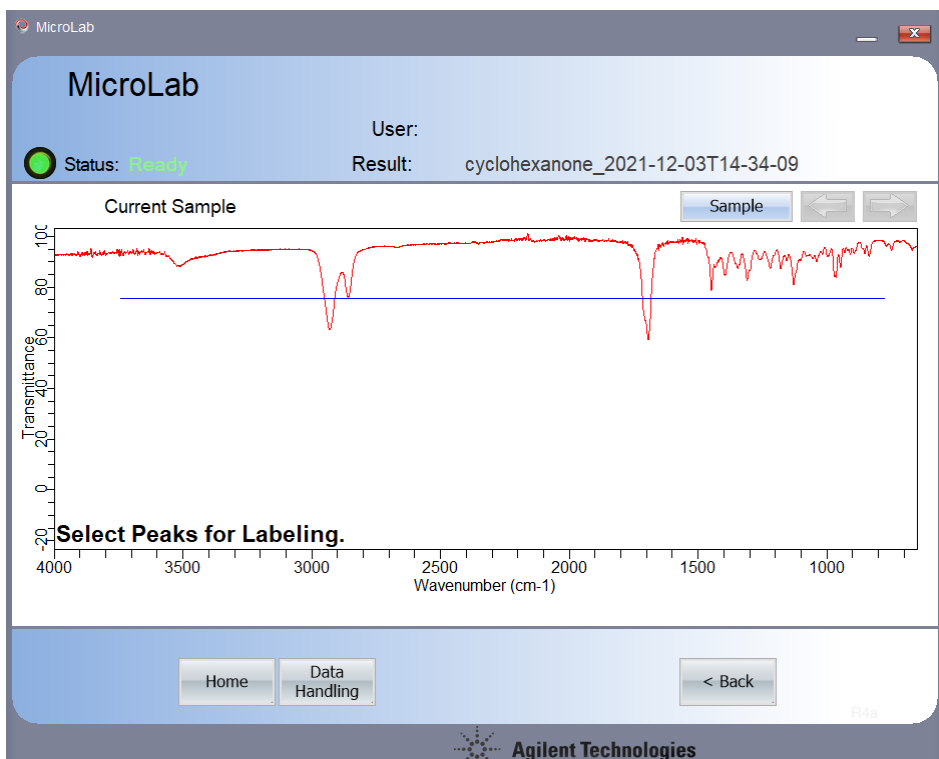 MicroLab
MicroLab
User:
Status: Ready
Result: cyclohexanone_2021-12-03T14-34-09
Current Sample
Sample
100
80
60
40
20
0
-20
Transmittance
Select Peaks for Labeling.
4000 3500 3000 2500 2000 1500 1000
Wavenumber (cm-1)
Home
Data
Handling
< Back
R4a
Agilent Technologies